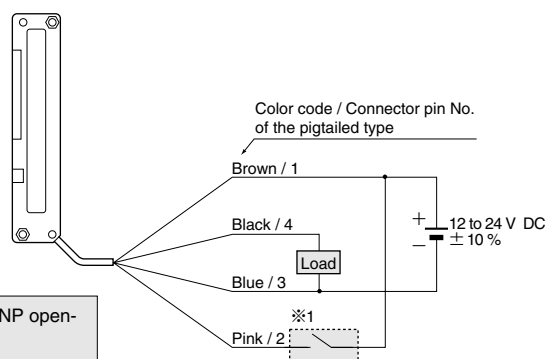 Color code / Connector pin No.
of the pigtailed type
Brown / 1
Black / 4
+
12 to 24 V DC
± 10 %
−
Load
Blue / 3
※1
NP open-
Pink / 2